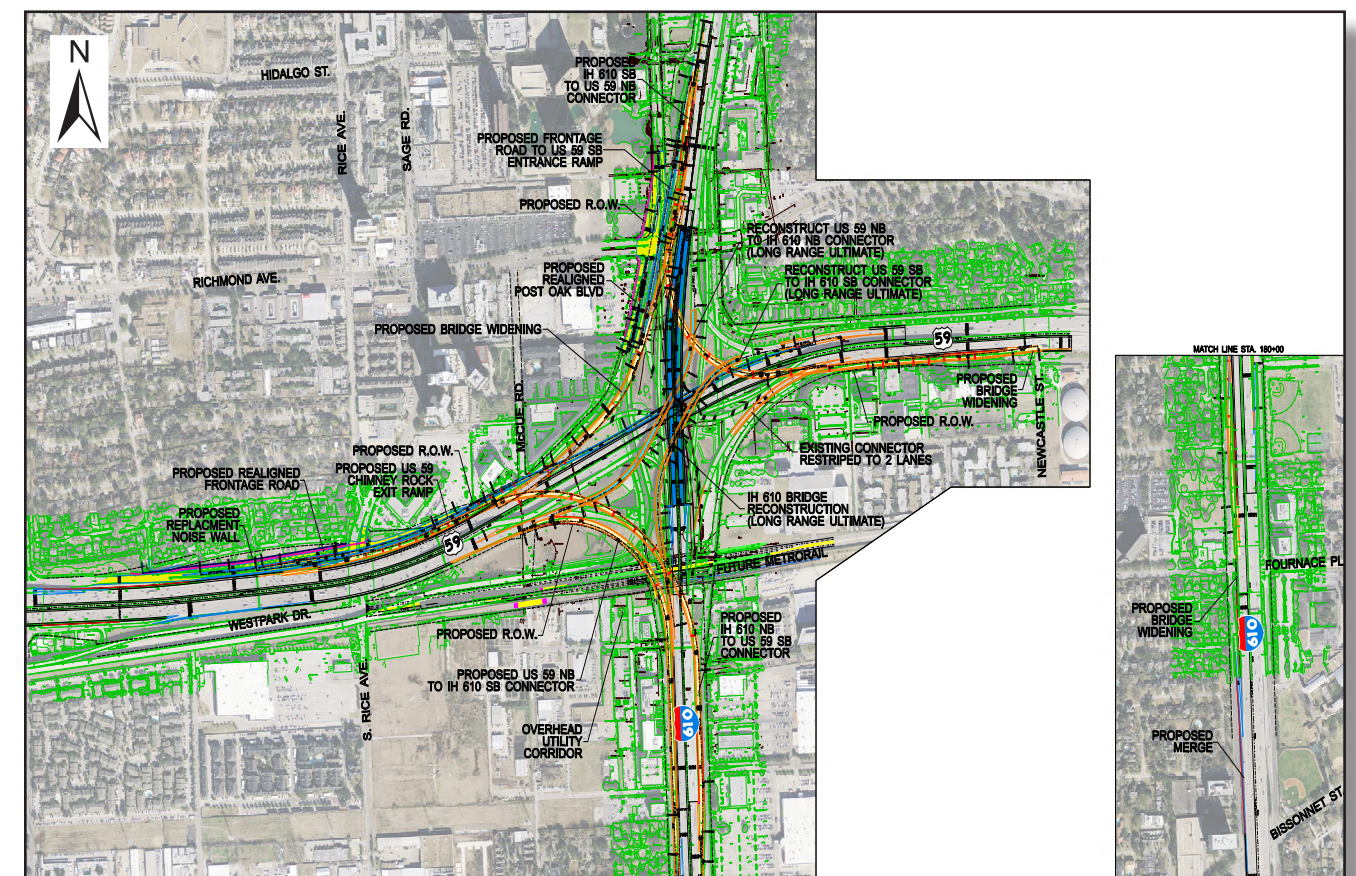 N
HIDALGO ST.
RICE AVE.
SAGE RD.
PROPOSED
IH 610 SB
TO US 59 NB
CONNECTOR
PROPOSED FRONTAGE
ROAD TO US 59 SB
ENTRANCE RAMP
PROPOSED R.O.W.
RECONSTRUCT US 59 NB
TO IH 610 NB CONNECTOR
(LONG RANGE ULTIMATE)
RICHMOND AVE.
PROPOSED
REALIGNED
POST OAK BLVD
RECONSTRUCT US 59 SB
TO IH 610 SB CONNECTOR
(LONG RANGE ULTIMATE)
PROPOSED BRIDGE WIDENING
59
MATCH LINE STA. 180+00
McCUE RD.
PROPOSED
BRIDGE
WIDENING
NEWCASTLE ST.
PROPOSED R.O.W.
EXISTING CONNECTOR
RESTRIPED TO 2 LANES
PROPOSED R.O.W.
PROPOSED REALIGNED
FRONTAGE ROAD
PROPOSED US 59
CHIMNEY ROCK
EXIT RAMP
IH 610 BRIDGE
RECONSTRUCTION
(LONG RANGE ULTIMATE)
PROPOSED
REPLACMENT
NOISE WALL
59
FUTURE METRORAIL
FOURNACE PL
WESTPARK DR.
PROPOSED R.O.W.
PROPOSED
IH 610 NB
TO US 59 SB
CONNECTOR
PROPOSED
BRIDGE
WIDENING
610
PROPOSED US 59 NB
TO IH 610 SB CONNECTOR
S. RICE AVE.
OVERHEAD
UTILITY
CORRIDOR
610
PROPOSED
MERGE
BISSONNET ST.